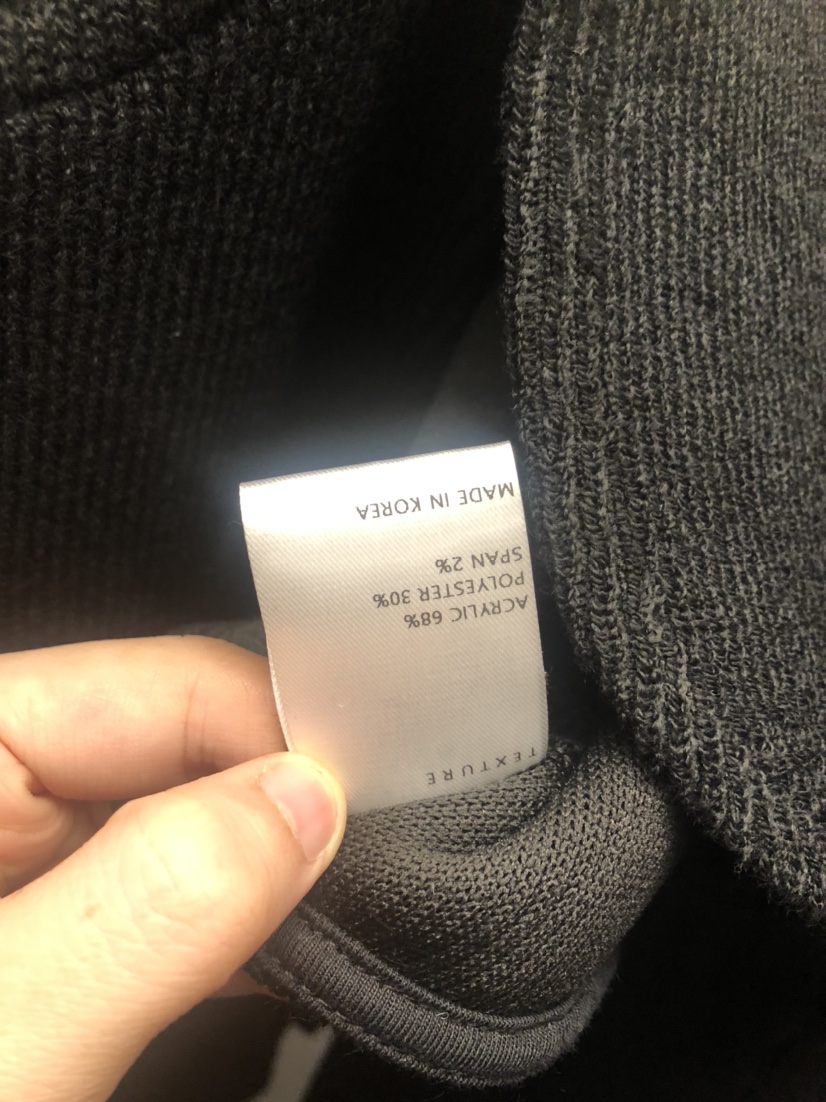 TEXTURE
ACRYLIC 68%
POLYESTER 30%
SPAN 2%
MADE IN KOREA